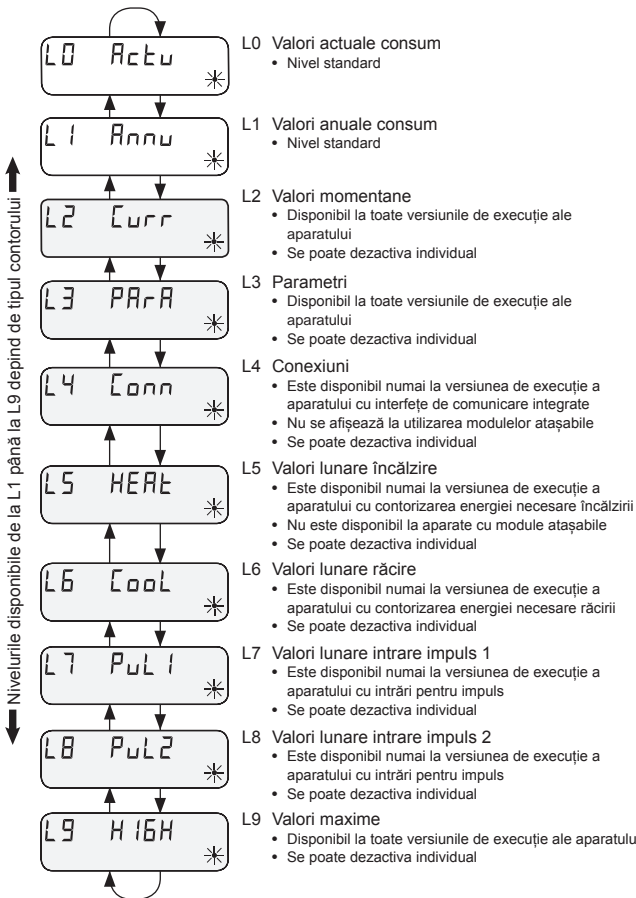 L0 Actu
L0 Valori actuale consum
• Nivel standard
L1 Annu
L1 Valori anuale consum
• Nivel standard
L2 Curr
L2 Valori momentane
• Disponibil la toate versiunile de execuție ale
aparatului
• Se poate dezactiva individual
L3 PArA
L3 Parametri
• Disponibil la toate versiunile de execuție ale
aparatului
• Se poate dezactiva individual
L4 Conn
L4 Conexiuni
• Este disponibil numai la versiunea de execuție a
aparatului cu interfețe de comunicare integrate
• Nu se afișează la utilizarea modulelor atașabile
• Se poate dezactiva individual
L5 HEAt
L5 Valori lunare încălzire
• Este disponibil numai la versiunea de execuție a
aparatului cu contorizarea energiei necesare încălzirii
• Nu este disponibil la aparate cu module atașabile
• Se poate dezactiva individual
L6 CooL
L6 Valori lunare răcire
• Este disponibil numai la versiunea de execuție a
aparatului cu contorizarea energiei necesare răcirii
• Se poate dezactiva individual
L7 PuL1
L7 Valori lunare intrare impuls 1
• Este disponibil numai la versiunea de execuție a
aparatului cu intrări pentru impuls
• Se poate dezactiva individual
L8 PuL2
L8 Valori lunare intrare impuls 2
• Este disponibil numai la versiunea de execuție a
aparatului cu intrări pentru impuls
• Se poate dezactiva individual
L9 HIGH
L9 Valori maxime
• Disponibil la toate versiunile de execuție ale aparatulu
• Se poate dezactiva individual
Nivelurile disponibile de la L1 până la L9 depind de tipul contorului